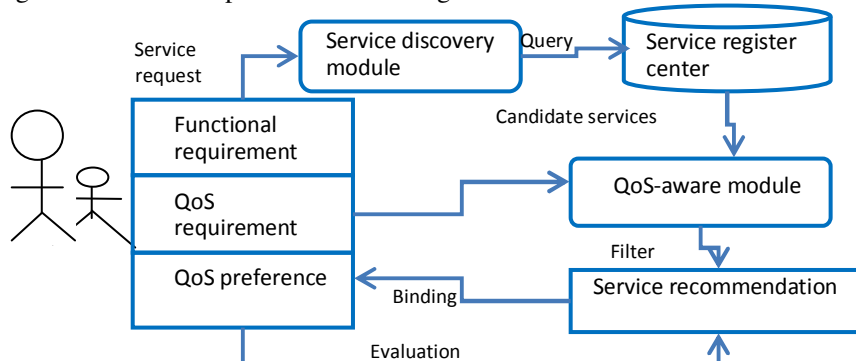 Service
request
Service discovery
module
Query
Service register
center
Functional
requirement
Candidate services
QoS
requirement
QoS-aware module
QoS preference
Filter
Binding
Service recommendation
Evaluation